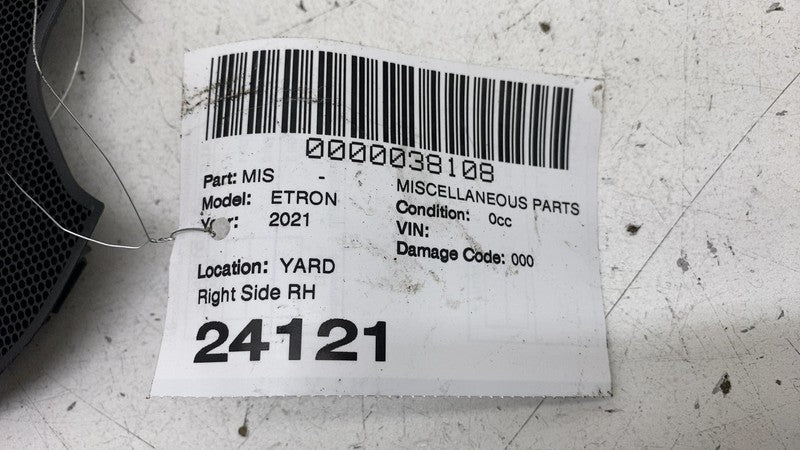 0000038108
Part: MIS - MISCELLANEOUS PARTS
Model: ETRON Condition: 0cc
Year: 2021 VIN:
Damage Code: 000
Location: YARD
Right Side RH
24121